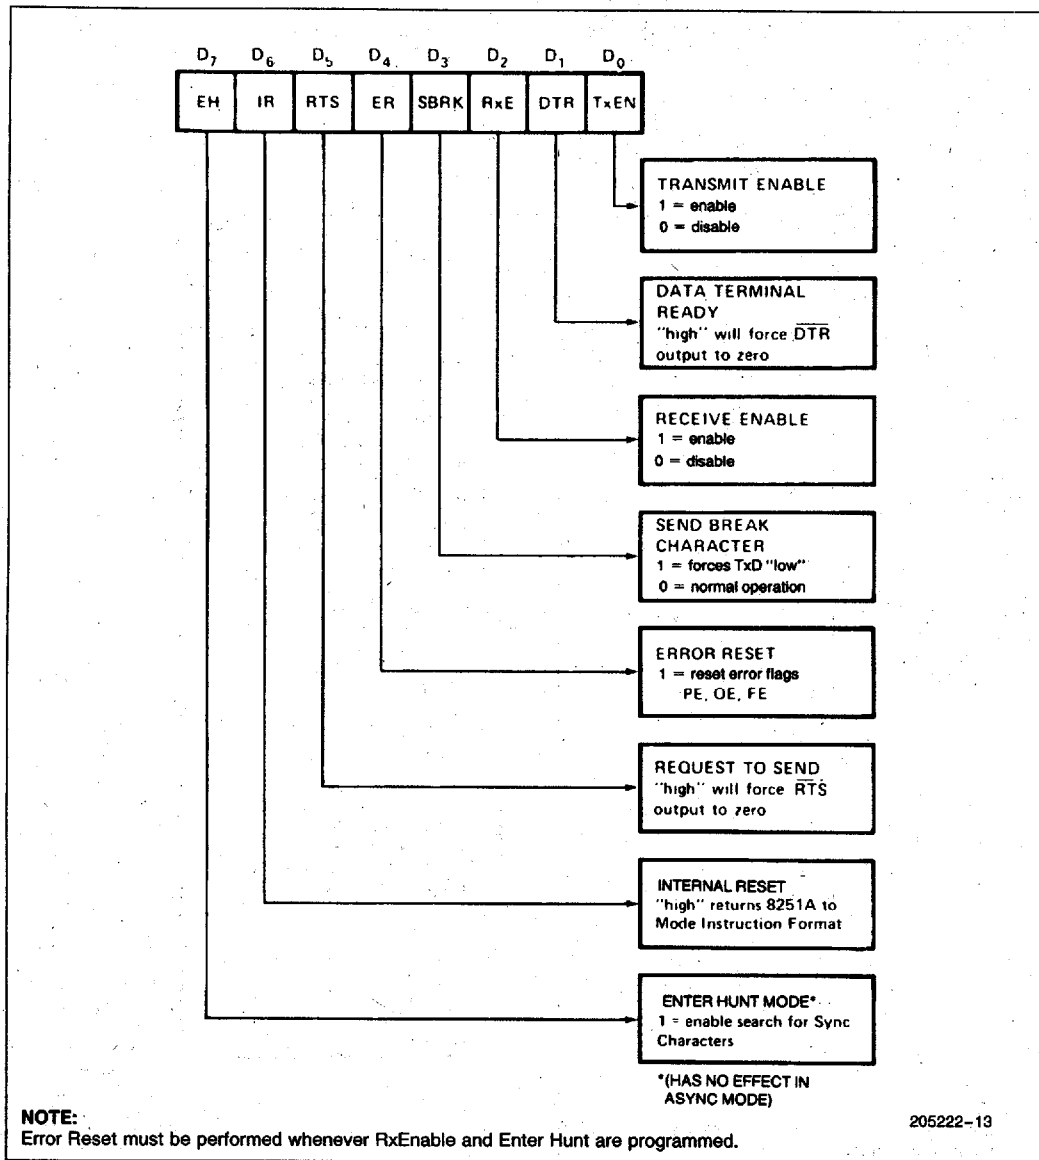 D7 D6 D5 D4 D3 D2 D1 D0
EH IR RTS ER SBRK RxE DTR TxEN
TRANSMIT ENABLE
1 = enable
0 = disable
DATA TERMINAL
READY
"high" will force D̅T̅R̅
output to zero
RECEIVE ENABLE
1 = enable
0 = disable
SEND BREAK
CHARACTER
1 = forces TxD "low"
0 = normal operation
ERROR RESET
1 = reset error flags
PE, OE, FE
REQUEST TO SEND
"high" will force R̅T̅S̅
output to zero
INTERNAL RESET
"high" returns 8251A to
Mode Instruction Format
ENTER HUNT MODE*
1 = enable search for Sync
Characters
*(HAS NO EFFECT IN
ASYNC MODE)
205222-13
NOTE:
Error Reset must be performed whenever RxEnable and Enter Hunt are programmed.